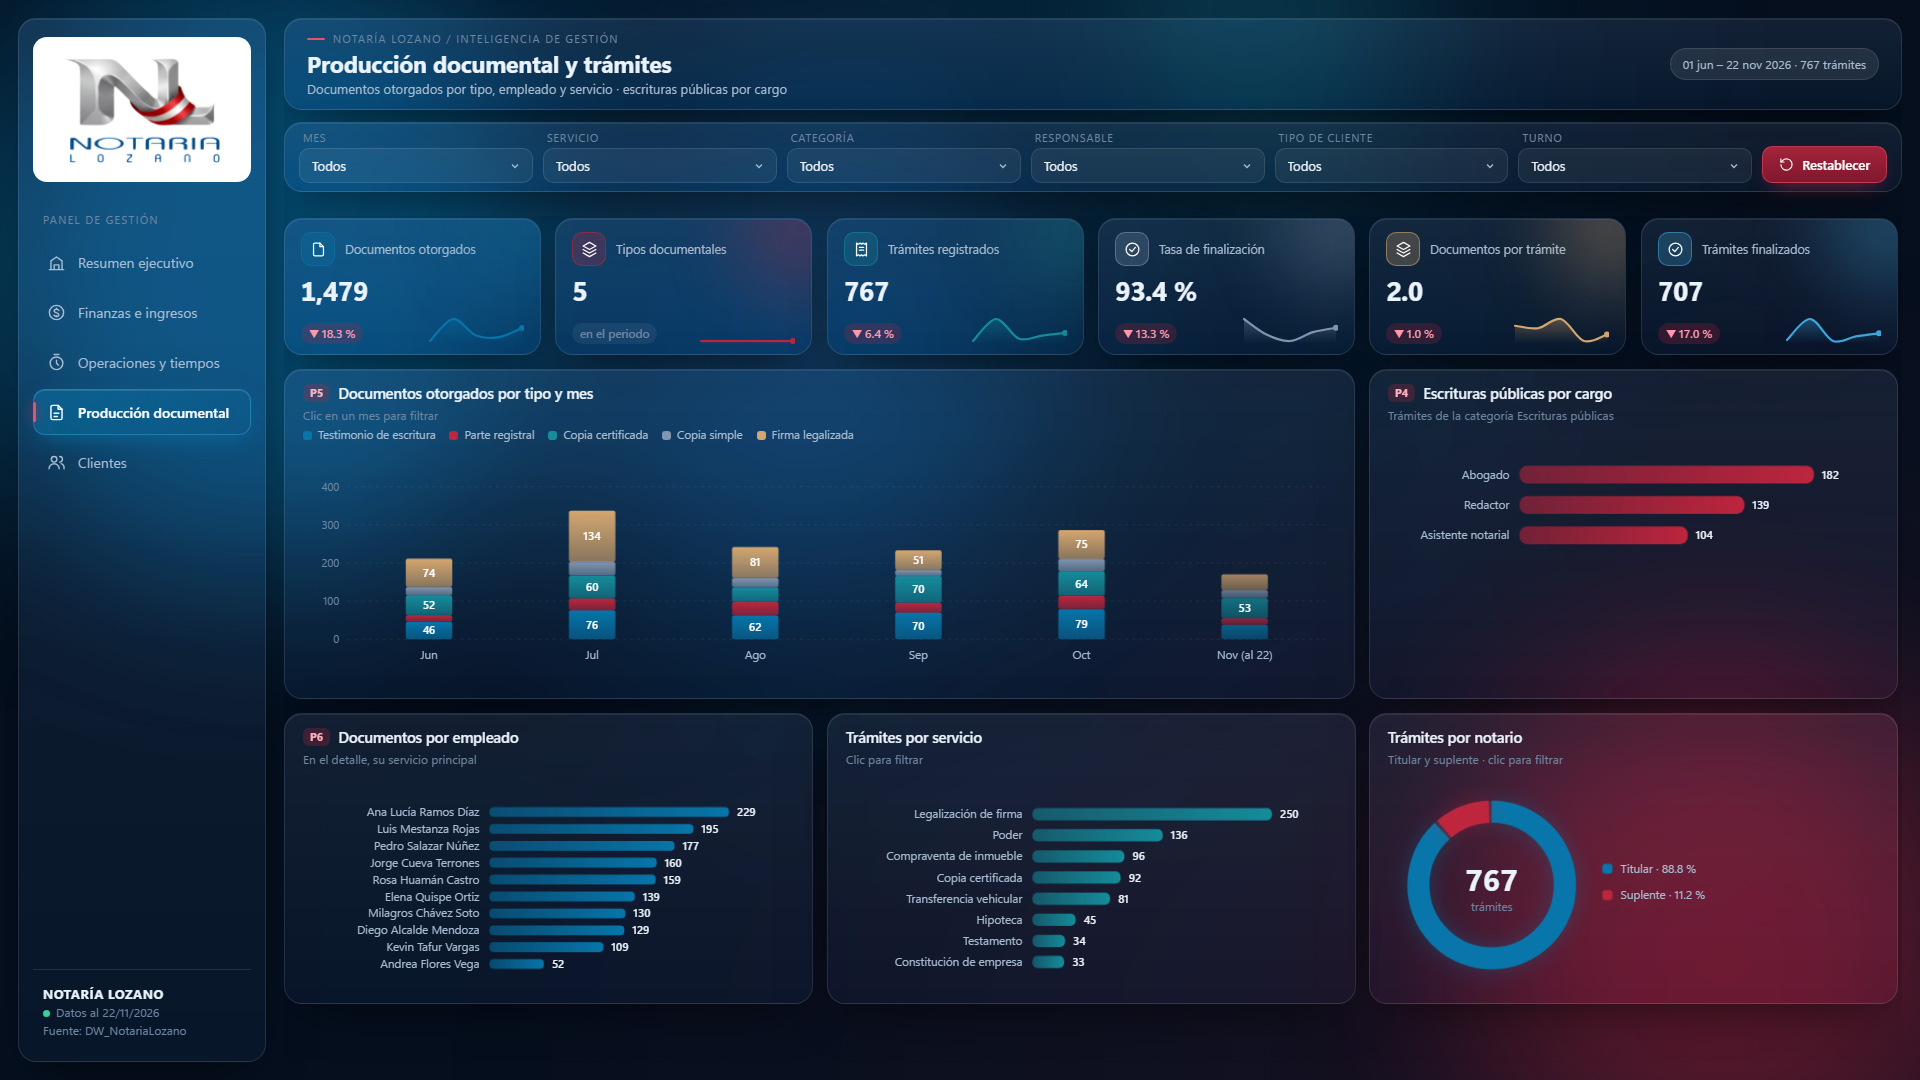 NOTARIA
LOZANO
PANEL DE GESTIÓN
Resumen ejecutivo
Finanzas e ingresos
Operaciones y tiempos
Producción documental
Clientes
NOTARÍA LOZANO
Datos al 22/11/2026
Fuente: DW_NotariaLozano
NOTARÍA LOZANO / INTELIGENCIA DE GESTIÓN
Producción documental y trámites
Documentos otorgados por tipo, empleado y servicio · escrituras públicas por cargo
01 jun – 22 nov 2026 · 767 trámites
MES
Todos
SERVICIO
Todos
CATEGORÍA
Todos
RESPONSABLE
Todos
TIPO DE CLIENTE
Todos
TURNO
Todos
Restablecer
Documentos otorgados
1,479
▼ 18.3 %
Tipos documentales
5
en el periodo
Trámites registrados
767
▼ 6.4 %
Tasa de finalización
93.4 %
▼ 13.3 %
Documentos por trámite
2.0
▼ 1.0 %
Trámites finalizados
707
▼ 17.0 %
P5 Documentos otorgados por tipo y mes
Clic en un mes para filtrar
Testimonio de escritura Parte registral Copia certificada Copia simple Firma legalizada
400
300
200
100
0
74
52
46
134
60
76
81
62
51
70
70
75
64
79
53
Jun Jul Ago Sep Oct Nov (al 22)
P4 Escrituras públicas por cargo
Trámites de la categoría Escrituras públicas
Abogado 182
Redactor 139
Asistente notarial 104
P6 Documentos por empleado
En el detalle, su servicio principal
Ana Lucía Ramos Díaz 229
Luis Mestanza Rojas 195
Pedro Salazar Núñez 177
Jorge Cueva Terrones 160
Rosa Huamán Castro 159
Elena Quispe Ortiz 139
Milagros Chávez Soto 130
Diego Alcalde Mendoza 129
Kevin Tafur Vargas 109
Andrea Flores Vega 52
Trámites por servicio
Clic para filtrar
Legalización de firma 250
Poder 136
Compraventa de inmueble 96
Copia certificada 92
Transferencia vehicular 81
Hipoteca 45
Testamento 34
Constitución de empresa 33
Trámites por notario
Titular y suplente · clic para filtrar
767
trámites
Titular · 88.8 %
Suplente · 11.2 %